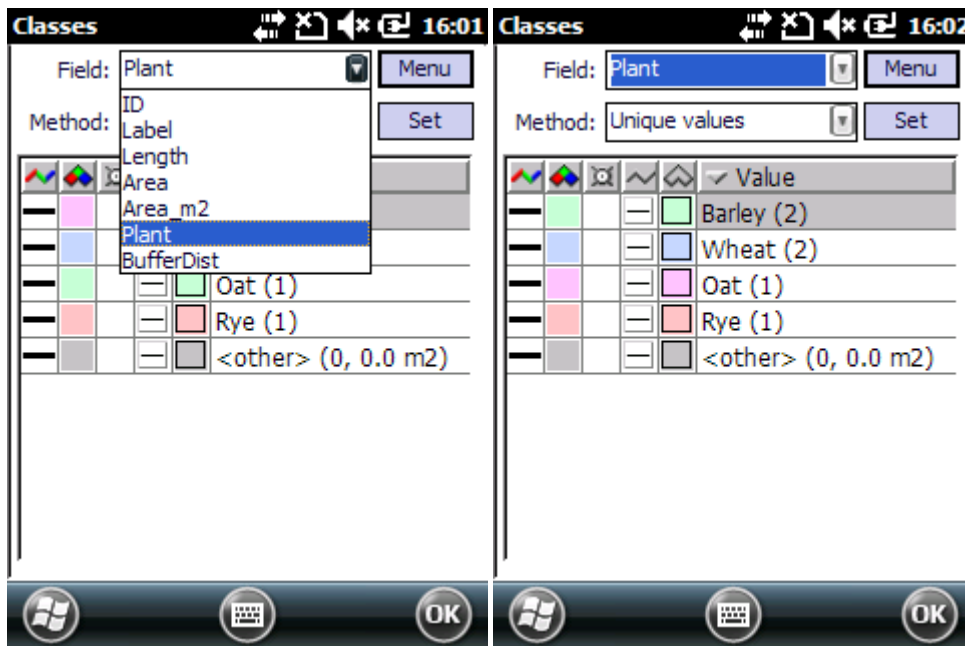 Classes 16:01
Field: Plant Menu
ID
Method: Label Set
Length
Area
Area_m2
Plant
BufferDist
Oat (1)
Rye (1)
<other> (0, 0.0 m2)
OK
Classes 16:02
Field: Plant Menu
Method: Unique values Set
Value
Barley (2)
Wheat (2)
Oat (1)
Rye (1)
<other> (0, 0.0 m2)
OK